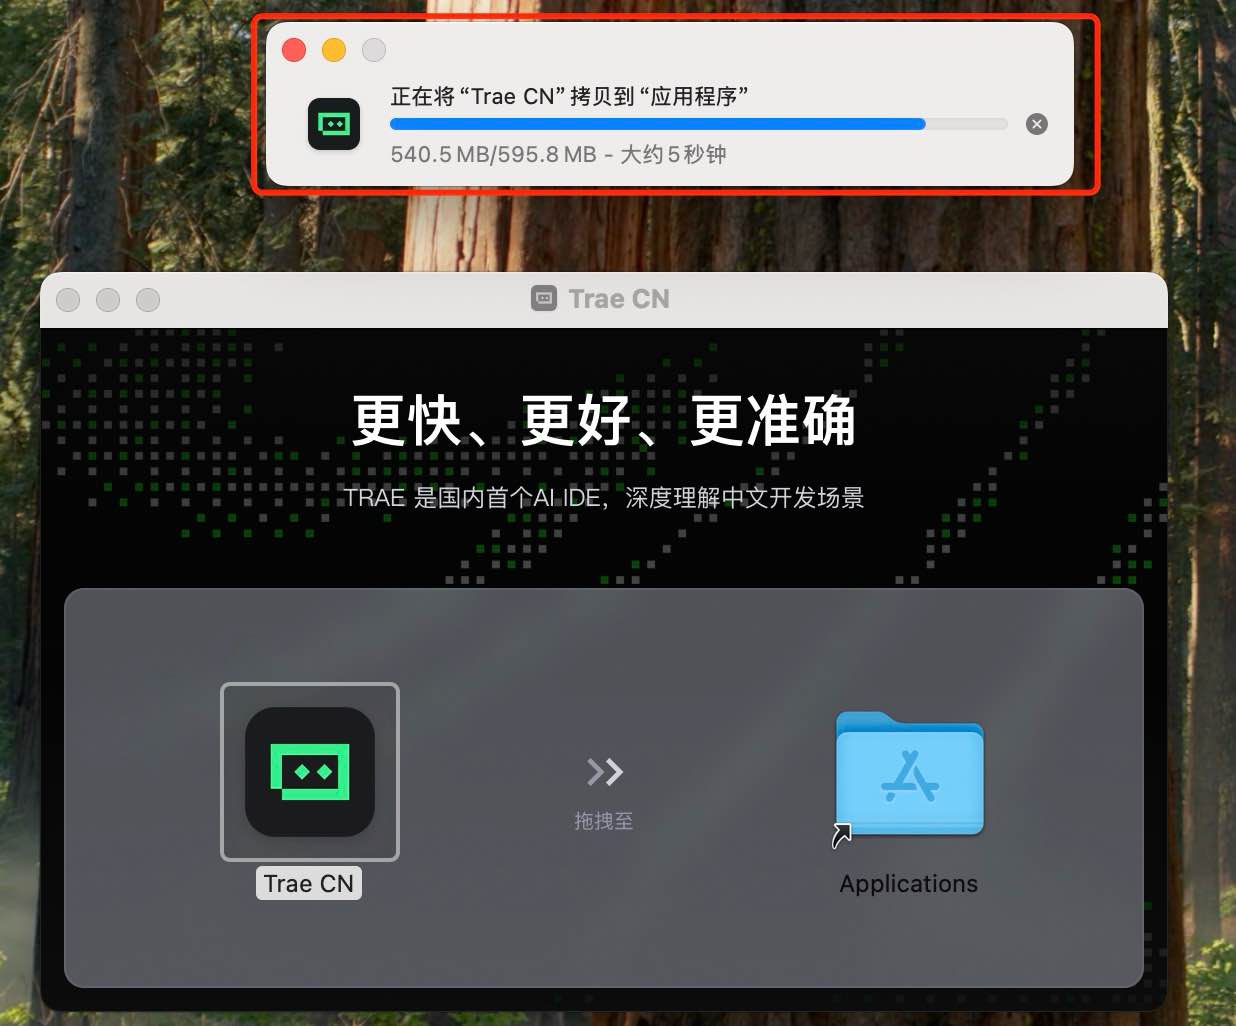 正在将“Trae CN”拷贝到“应用程序”
540.5 MB/595.8 MB - 大约 5 秒钟
Trae CN
更快、更好、更准确
TRAE 是国内首个AI IDE，深度理解中文开发场景
拖拽至
Trae CN
Applications